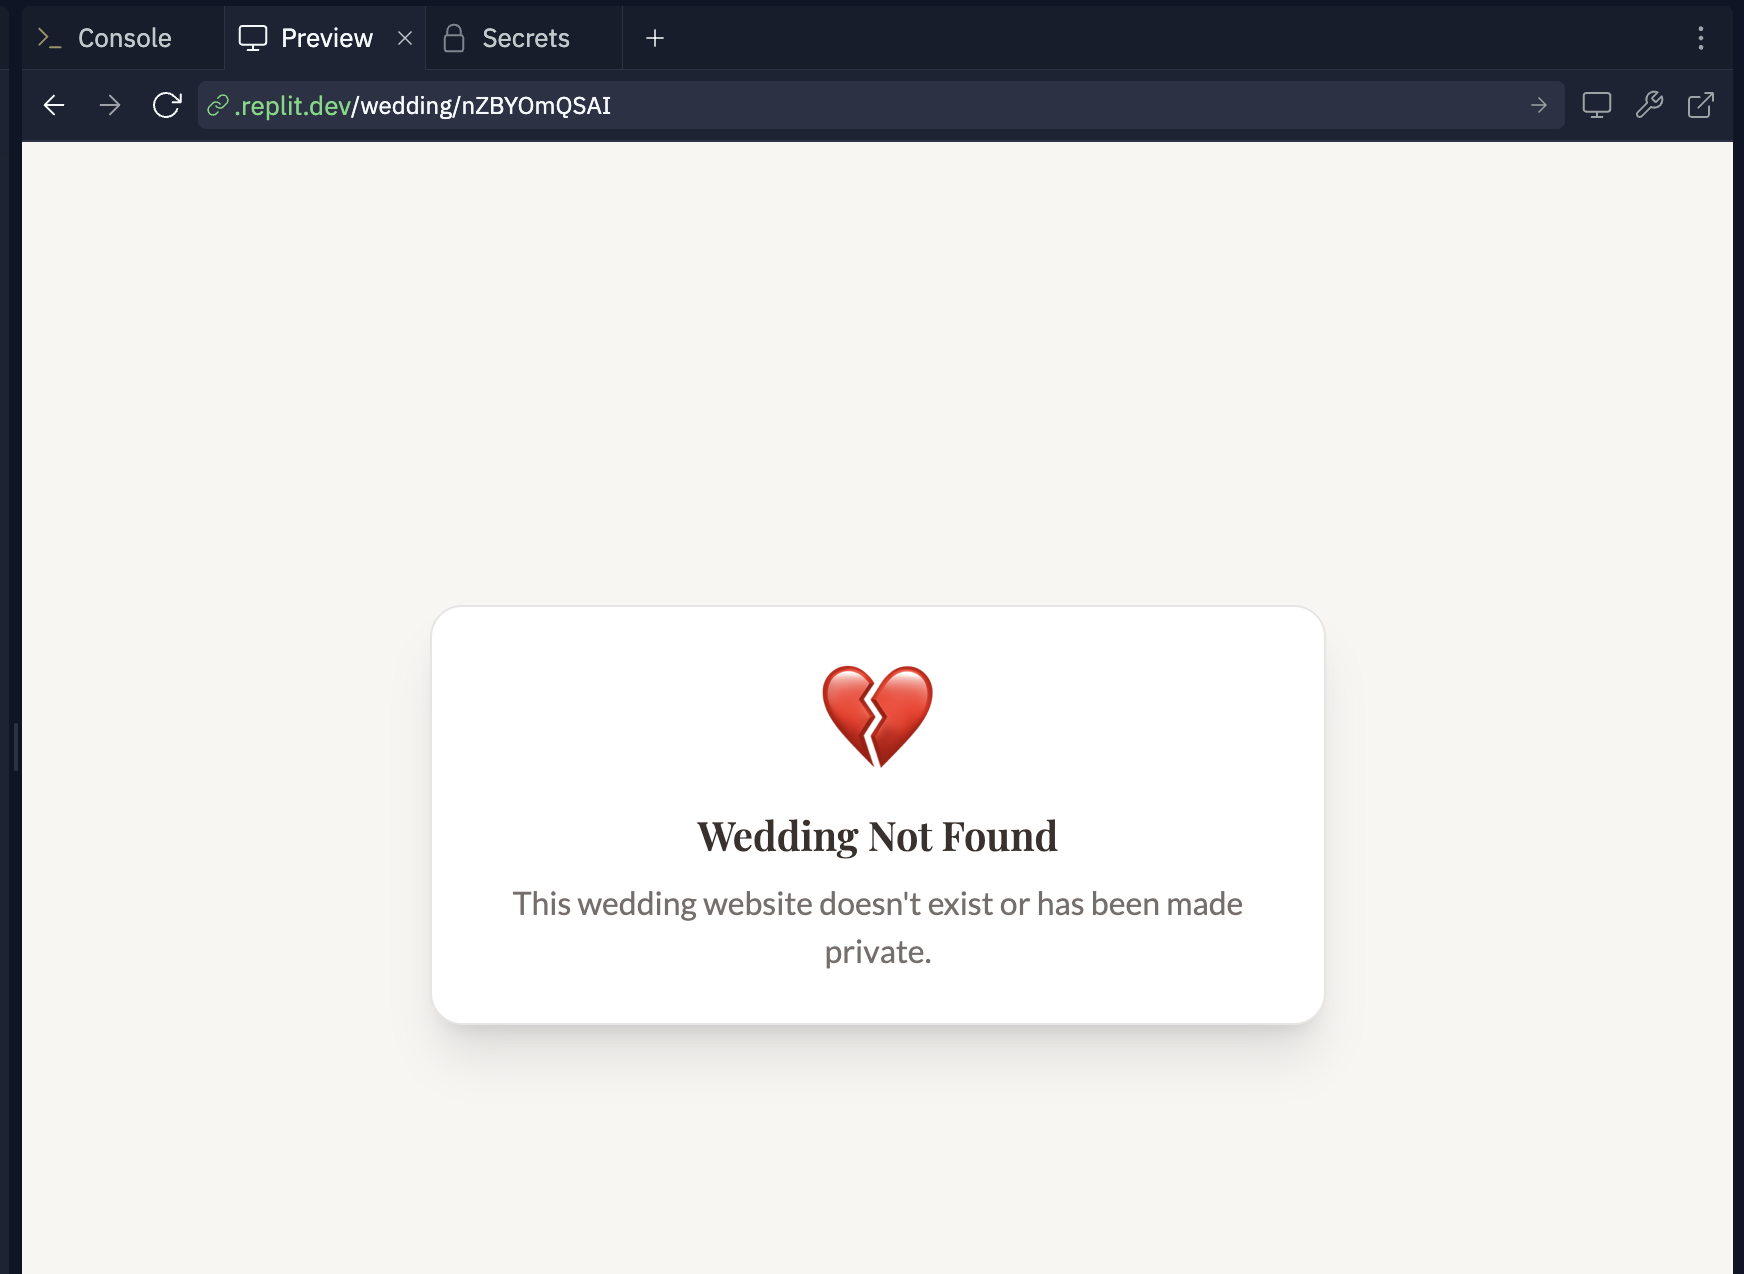 Console
Preview
Secrets
.replit.dev/wedding/nZBYOmQSAI
Wedding Not Found
This wedding website doesn't exist or has been made
private.